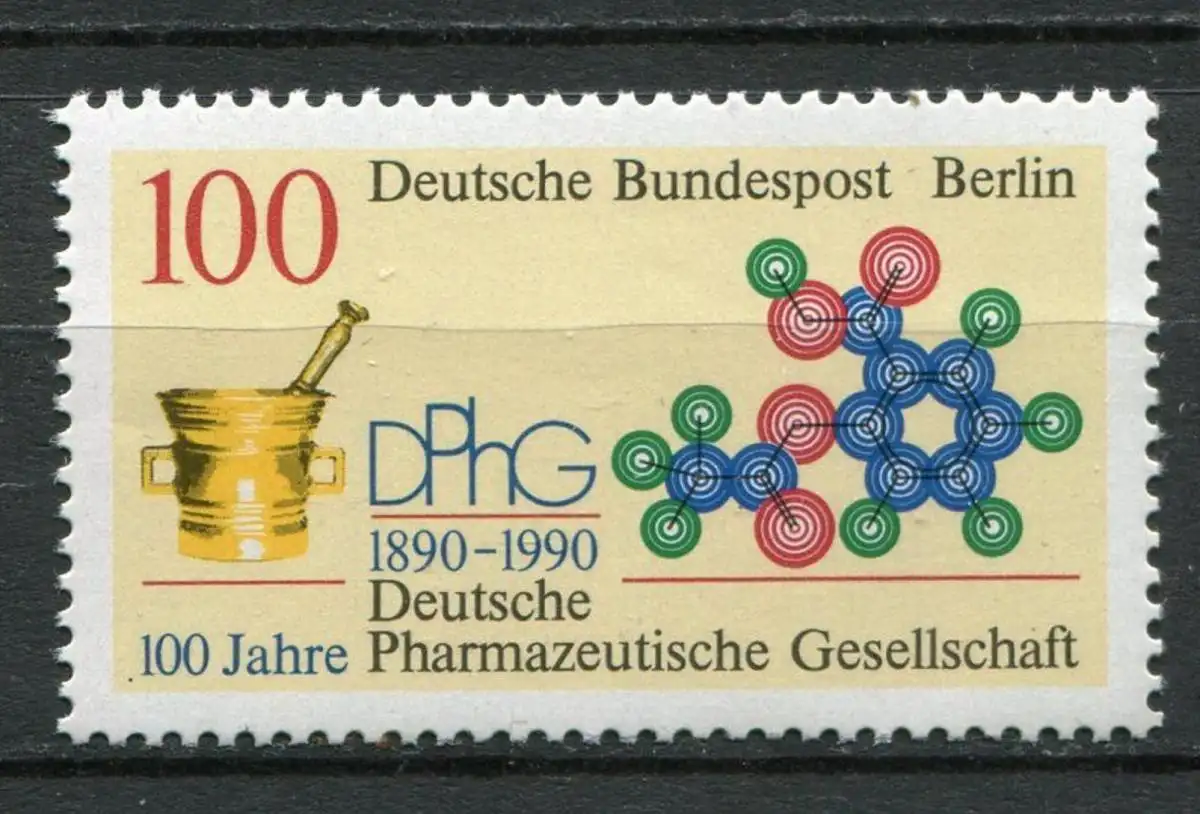 100 Deutsche Bundespost Berlin
DPhG
1890-1990
Deutsche
100 Jahre Pharmazeutische Gesellschaft